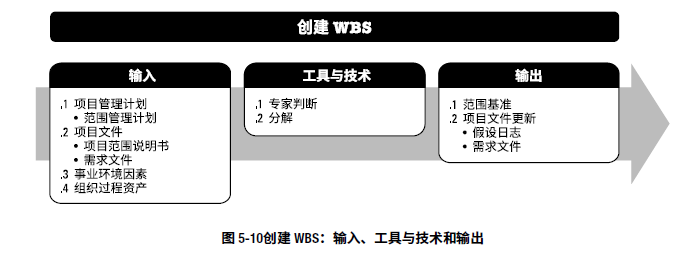 创建 WBS
输入
.1 项目管理计划
• 范围管理计划
.2 项目文件
• 项目范围说明书
• 需求文件
.3 事业环境因素
.4 组织过程资产
工具与技术
.1 专家判断
.2 分解
输出
.1 范围基准
.2 项目文件更新
• 假设日志
• 需求文件
图 5-10创建 WBS：输入、工具与技术和输出